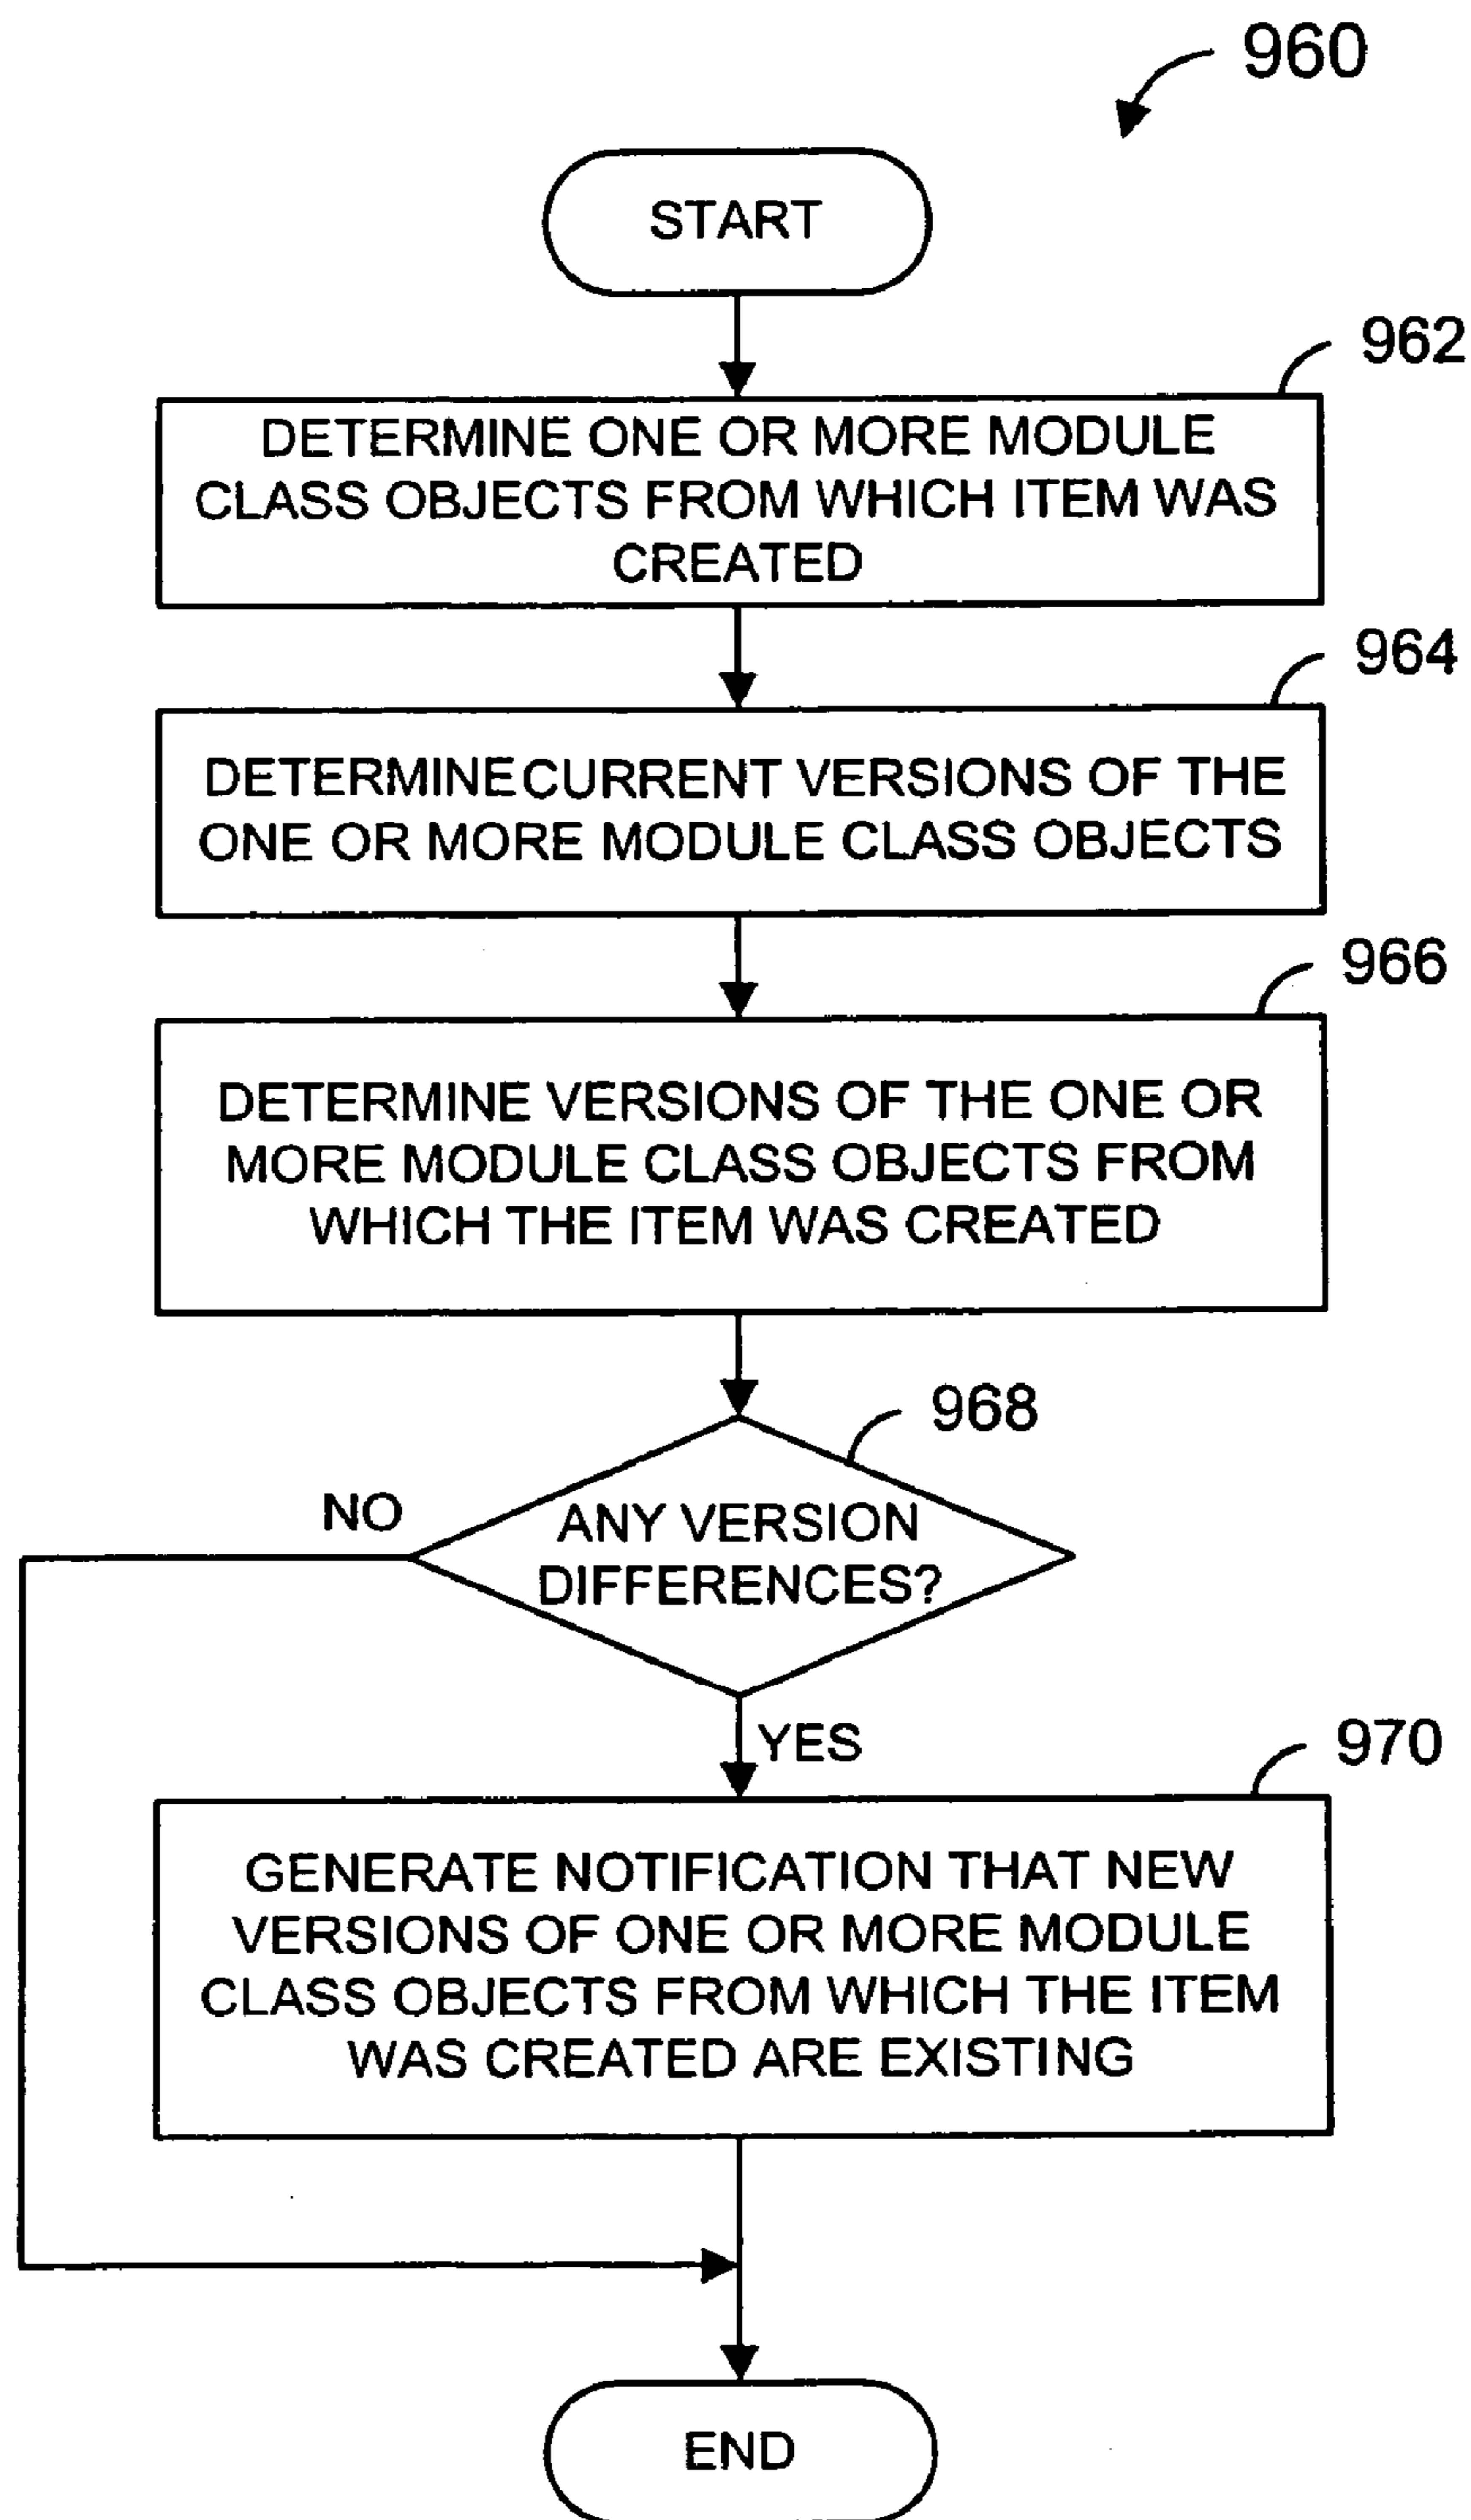 960
START
962
DETERMINE ONE OR MORE MODULE
CLASS OBJECTS FROM WHICH ITEM WAS
CREATED
964
DETERMINE CURRENT VERSIONS OF THE
ONE OR MORE MODULE CLASS OBJECTS
966
DETERMINE VERSIONS OF THE ONE OR
MORE MODULE CLASS OBJECTS FROM
WHICH THE ITEM WAS CREATED
968
NO
ANY VERSION
DIFFERENCES?
YES
970
GENERATE NOTIFICATION THAT NEW
VERSIONS OF ONE OR MORE MODULE
CLASS OBJECTS FROM WHICH THE ITEM
WAS CREATED ARE EXISTING
END